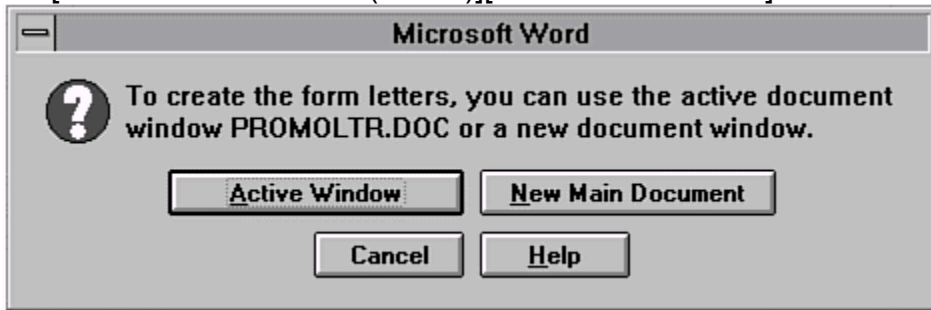 Microsoft Word
To create the form letters, you can use the active document
window PROMOLTR.DOC or a new document window.
Active Window New Main Document
Cancel Help